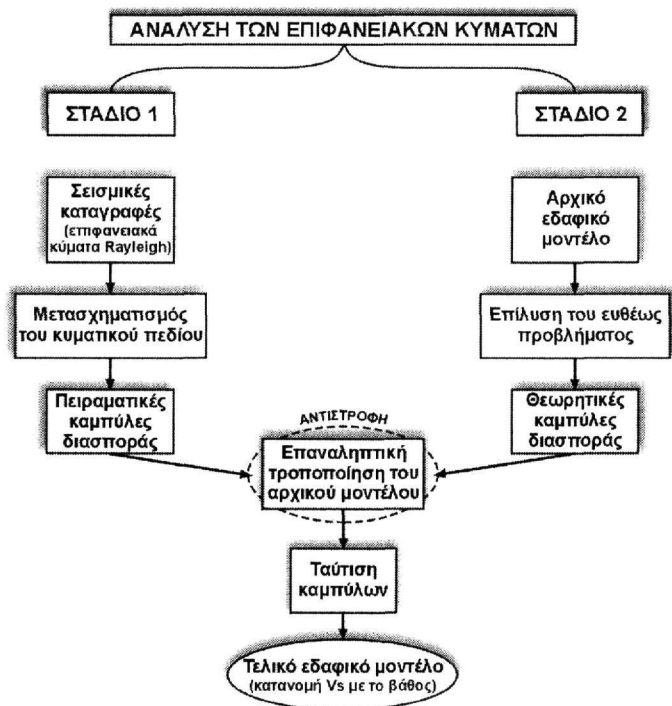 ΑΝΑΛΥΣΗ ΤΩΝ ΕΠΙΦΑΝΕΙΑΚΩΝ ΚΥΜΑΤΩΝ
ΣΤΑΔΙΟ 1
Σεισμικές
καταγραφές
(επιφανειακά
κύματα Rayleigh)
Μετασχηματισμός
του κυματικού πεδίου
Πειραματικές
καμπύλες
διασποράς
ΣΤΑΔΙΟ 2
Αρχικό
εδαφικό
μοντέλο
Επίλυση του ευθέως
προβλήματος
Θεωρητικές
καμπύλες
διασποράς
ΑΝΤΙΣΤΡΟΦΗ
Επαναληπτική
τροποποίηση του
αρχικού μοντέλου
Ταύτιση
καμπύλων
Τελικό εδαφικό μοντέλο
(κατανομή Vs με το βάθος)